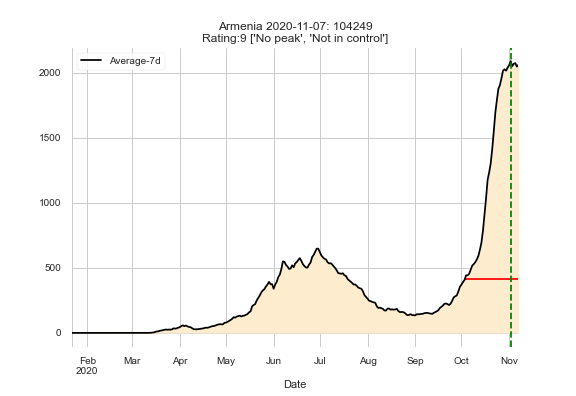 Armenia 2020-11-07: 104249
Rating:9 ['No peak', 'Not in control']
Average-7d
2000
1500
1000
500
0
Feb Mar Apr May Jun Jul Aug Sep Oct Nov
2020
Date